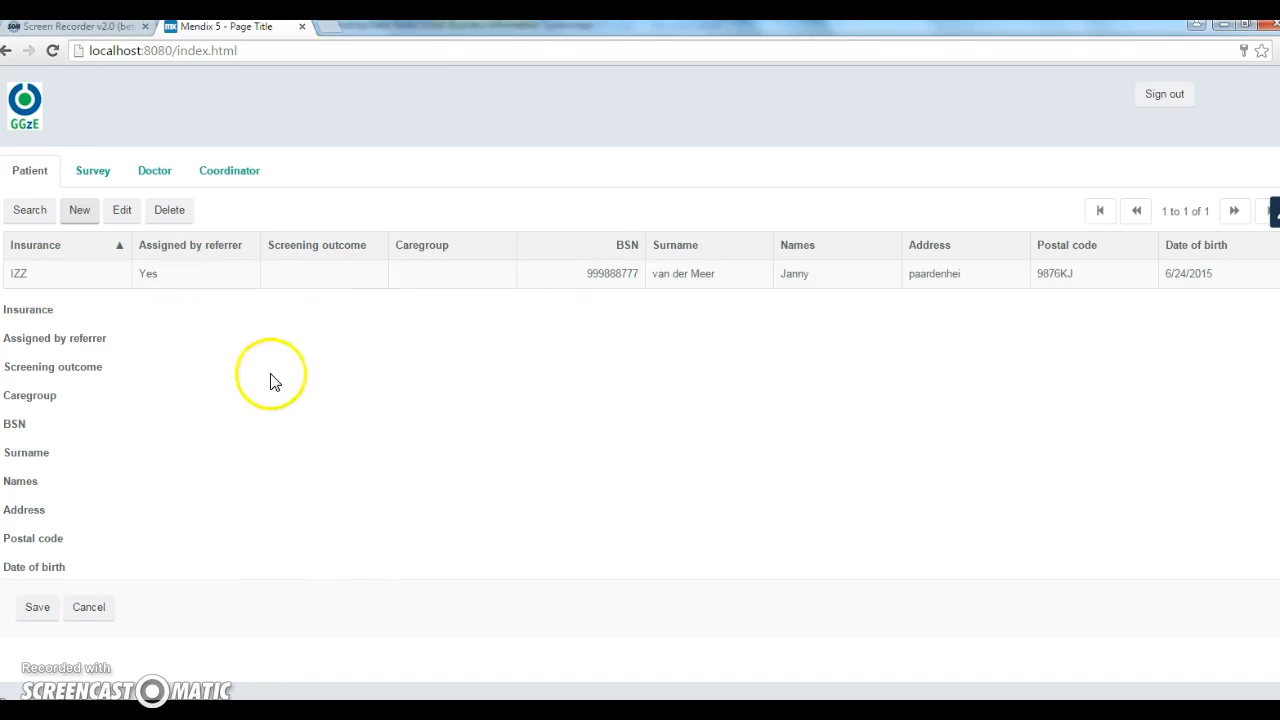 Screen Recorder v2.0 (bet
Mendix 5 - Page Title
localhost:8080/index.html
GGzE
Sign out
Patient Survey Doctor Coordinator
Search New Edit Delete
1 to 1 of 1
Insurance Assigned by referrer Screening outcome Caregroup BSN Surname Names Address Postal code Date of birth
IZZ Yes 999888777 van der Meer Janny paardenhei 9876KJ 6/24/2015
Insurance
Assigned by referrer
Screening outcome
Caregroup
BSN
Surname
Names
Address
Postal code
Date of birth
Save Cancel
Recorded with
SCREENCAST MATIC